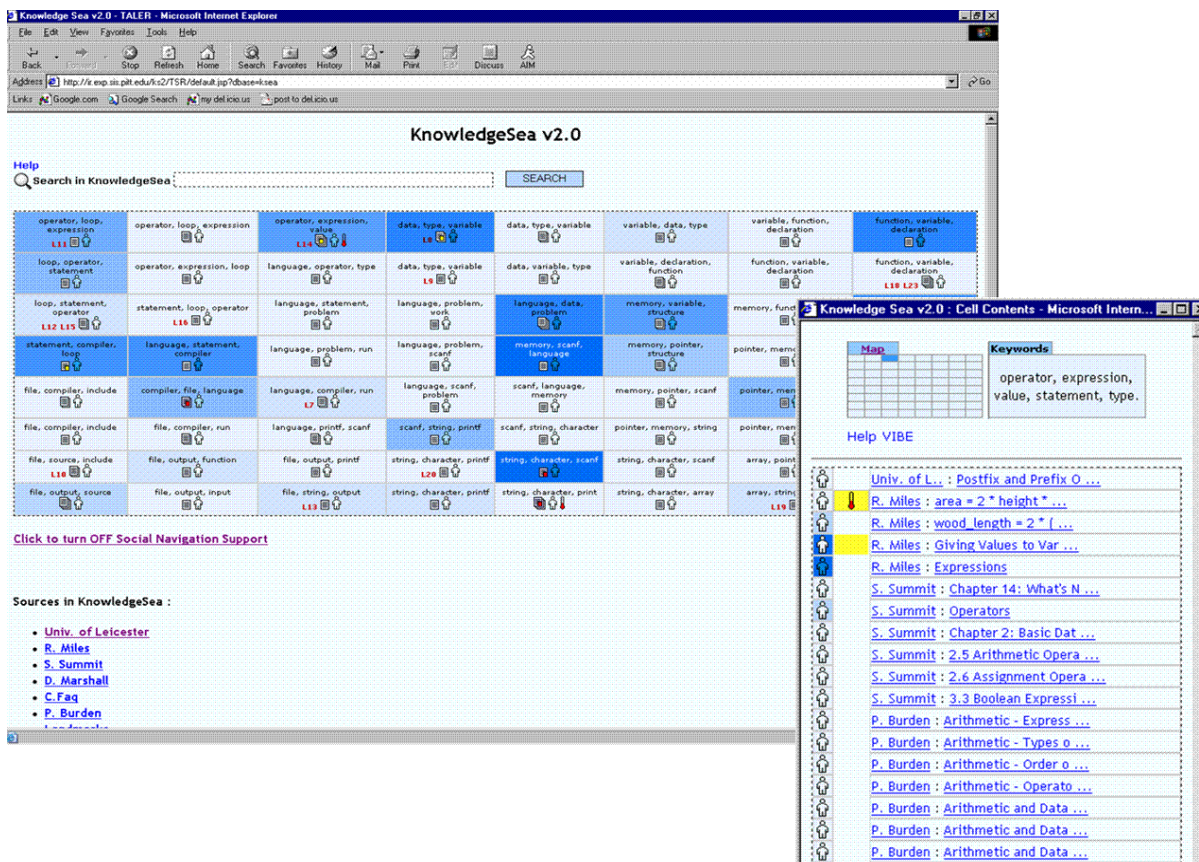 Knowledge Sea v2.0 - TALER - Microsoft Internet Explorer
File Edit View Favorites Tools Help
Back Forward Stop Refresh Home Search Favorites History Mail Print Edit Discuss AIM
Address http://ir.exp.sis.pitt.edu/ks2/TSR/default.jsp?dbase=ksea Go
Links Google.com Google Search my del.icio.us post to del.icio.us
KnowledgeSea v2.0
Help
Search in KnowledgeSea SEARCH
operator, loop, expression L11
operator, loop, expression
operator, expression, value L14
data, type, variable L8
data, type, variable
variable, data, type
variable, function, declaration
function, variable, declaration
loop, operator, statement
operator, expression, loop
language, operator, type
data, type, variable L9
data, variable, type
variable, declaration, function
function, variable, declaration
function, variable, declaration L18 L23
loop, statement, operator L12 L15
statement, loop, operator L16
language, statement, problem
language, problem, work
language, data, problem
memory, variable, structure
memory, funct
statement, compiler, loop
language, statement, compiler
language, problem, run
language, problem, scanf
memory, scanf, language
memory, pointer, structure
pointer, memo
file, compiler, include
compiler, file, language
language, compiler, run L7
language, scanf, problem
scanf, language, memory
memory, pointer, scanf
pointer, mem
file, compiler, include
file, compiler, run
language, printf, scanf
scanf, string, printf
scanf, string, character
pointer, memory, string
pointer, mem
file, source, include L10
file, output, function
file, output, printf
string, character, printf L20
string, character, scanf
string, character, scanf
array, point
file, output, source
file, output, input
file, string, output L13
string, character, printf
string, character, print
string, character, array
array, string L19
Click to turn OFF Social Navigation Support
Sources in KnowledgeSea :
Univ. of Leicester
R. Miles
S. Summit
D. Marshall
C.Faq
P. Burden
Knowledge Sea v2.0 : Cell Contents - Microsoft Intern...
Map
Keywords
operator, expression,
value, statement, type.
Help VIBE
Univ. of L.. : Postfix and Prefix O ...
R. Miles : area = 2 * height * ...
R. Miles : wood_length = 2 * ( ...
R. Miles : Giving Values to Var ...
R. Miles : Expressions
S. Summit : Chapter 14: What's N ...
S. Summit : Operators
S. Summit : Chapter 2: Basic Dat ...
S. Summit : 2.5 Arithmetic Opera ...
S. Summit : 2.6 Assignment Opera ...
S. Summit : 3.3 Boolean Expressi ...
P. Burden : Arithmetic - Express ...
P. Burden : Arithmetic - Types o ...
P. Burden : Arithmetic - Order o ...
P. Burden : Arithmetic - Operato ...
P. Burden : Arithmetic and Data ...
P. Burden : Arithmetic and Data ...
P. Burden : Arithmetic and Data ...